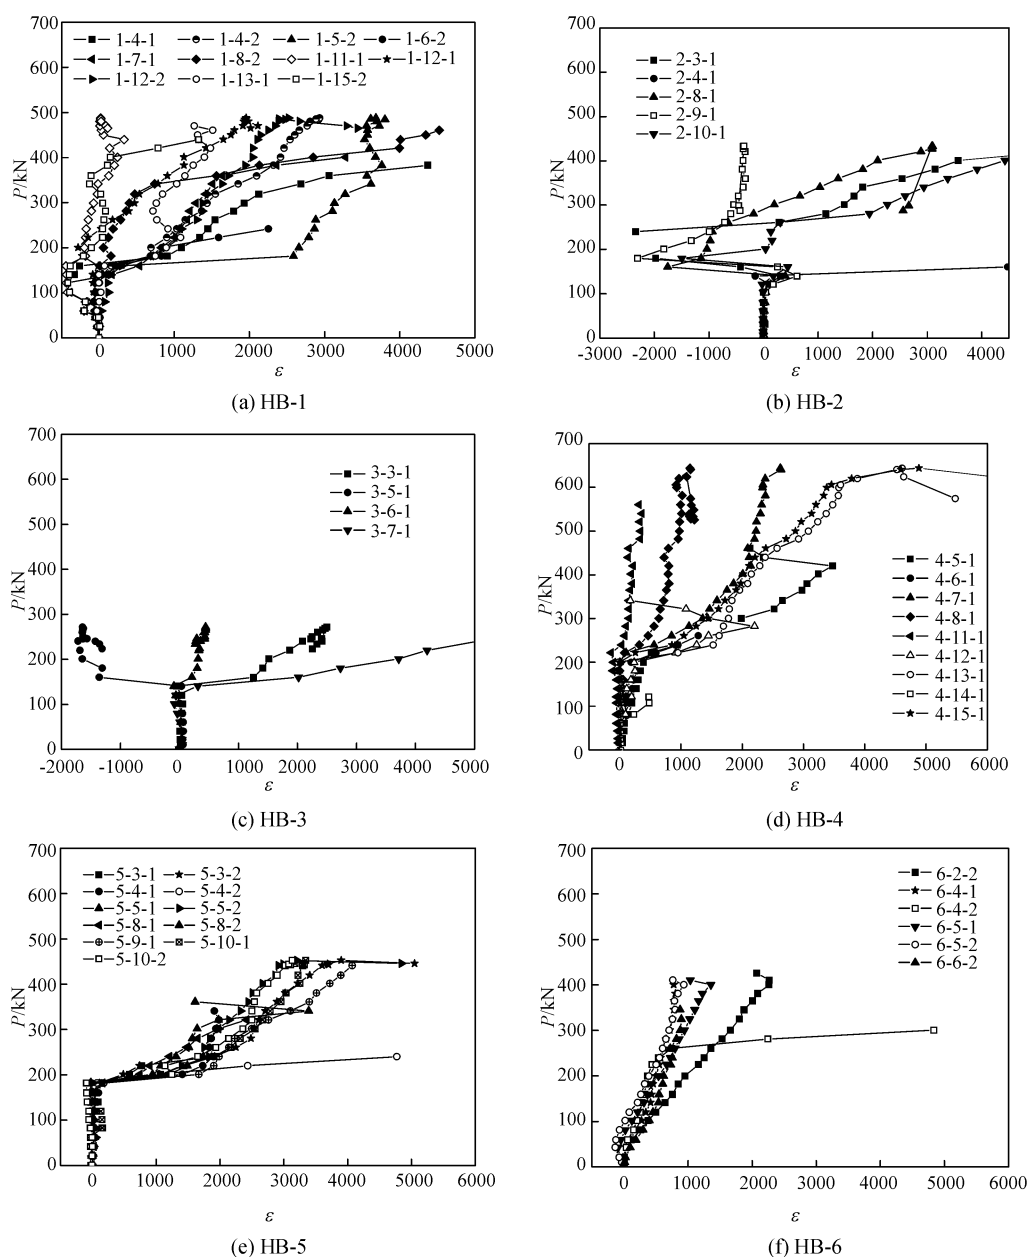 700
600
500
400
300
200
100
0
P/kN
1-4-1 1-4-2 1-5-2 1-6-2
1-7-1 1-8-2 1-11-1 1-12-1
1-12-2 1-13-1 1-15-2
0 1000 2000 3000 4000 5000
ε
(a) HB-1
700
600
500
400
300
200
100
0
P/kN
2-3-1
2-4-1
2-8-1
2-9-1
2-10-1
-3000 -2000 -1000 0 1000 2000 3000 4000
ε
(b) HB-2
700
600
500
400
300
200
100
0
P/kN
3-3-1
3-5-1
3-6-1
3-7-1
-2000 -1000 0 1000 2000 3000 4000 5000
ε
(c) HB-3
700
600
500
400
300
200
100
0
P/kN
4-5-1
4-6-1
4-7-1
4-8-1
4-11-1
4-12-1
4-13-1
4-14-1
4-15-1
0 1000 2000 3000 4000 5000 6000
ε
(d) HB-4
700
600
500
400
300
200
100
0
P/kN
5-3-1 5-3-2
5-4-1 5-4-2
5-5-1 5-5-2
5-8-1 5-8-2
5-9-1 5-10-1
5-10-2
0 1000 2000 3000 4000 5000 6000
ε
(e) HB-5
700
600
500
400
300
200
100
0
P/kN
6-2-2
6-4-1
6-4-2
6-5-1
6-5-2
6-6-2
0 1000 2000 3000 4000 5000 6000
ε
(f) HB-6